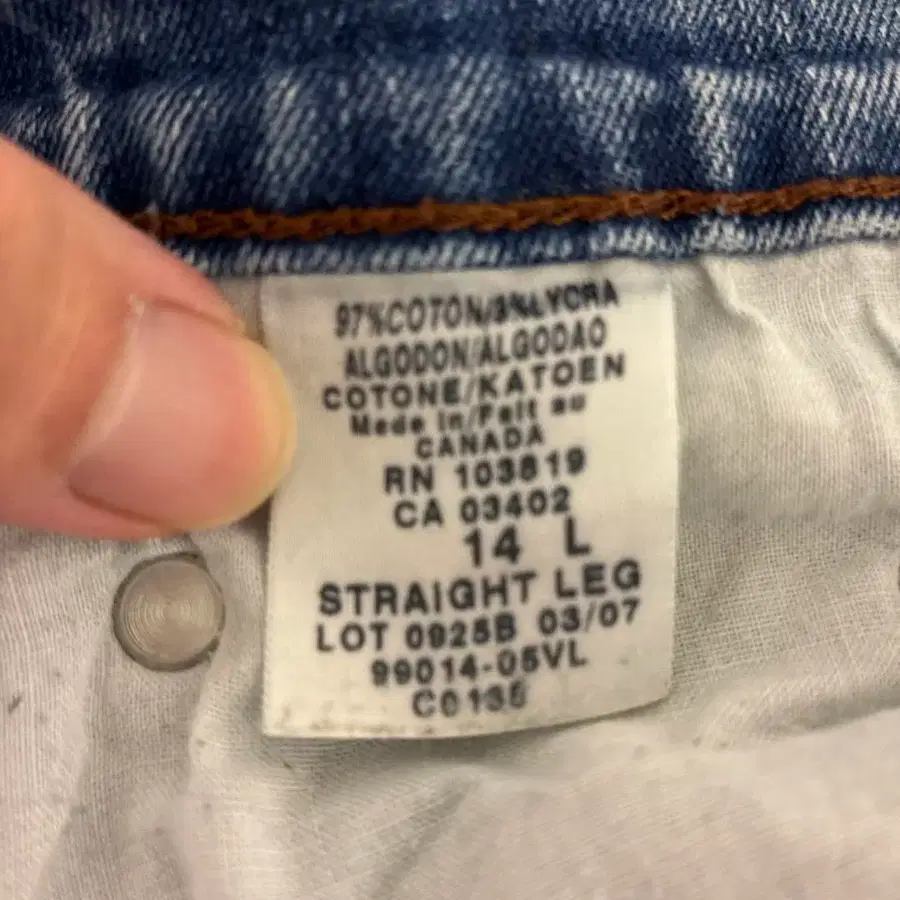 97%COTON/3%LYCRA
ALGODON/ALGODAO
COTONE/KATOEN
Made in/Fait au
CANADA
RN 103819
CA 03402
14 L
STRAIGHT LEG
LOT 0925B 03/07
99014-05VL
C0136